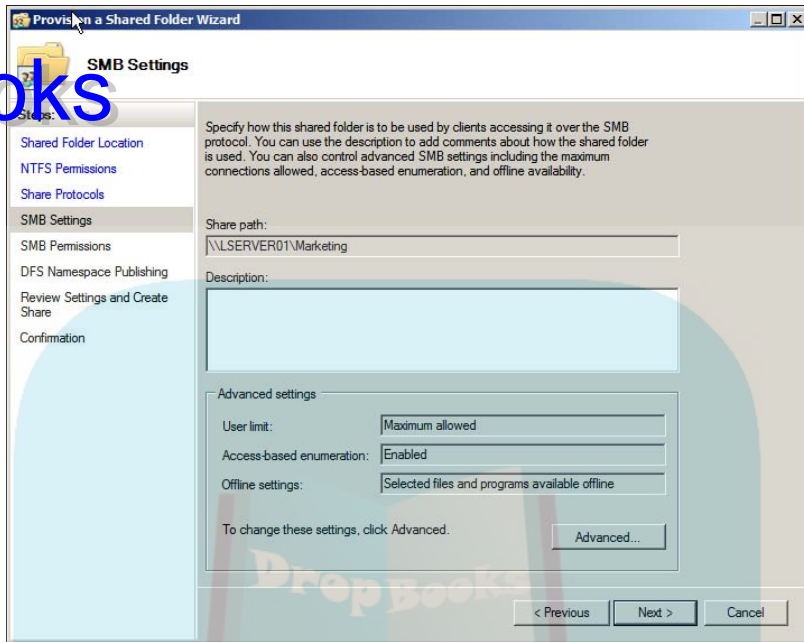 Provision a Shared Folder Wizard
SMB Settings
oks
Steps:
Shared Folder Location
NTFS Permissions
Share Protocols
SMB Settings
SMB Permissions
DFS Namespace Publishing
Review Settings and Create
Share
Confirmation
Specify how this shared folder is to be used by clients accessing it over the SMB
protocol. You can use the description to add comments about how the shared folder
is used. You can also control advanced SMB settings including the maximum
connections allowed, access-based enumeration, and offline availability.
Share path:
\\LSERVER01\Marketing
Description:
Advanced settings
User limit: Maximum allowed
Access-based enumeration: Enabled
Offline settings: Selected files and programs available offline
To change these settings, click Advanced.
Advanced...
DropBooks
< Previous Next > Cancel